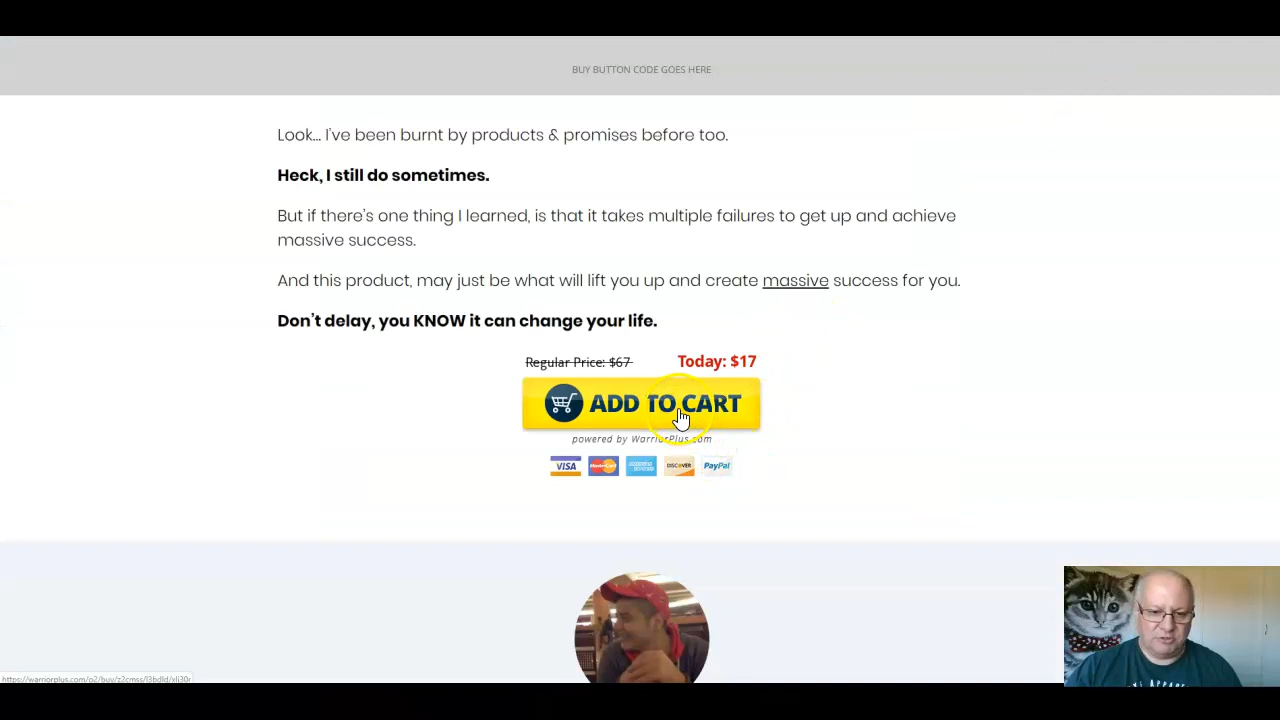 BUY BUTTON CODE GOES HERE
Look... I've been burnt by products & promises before too.
Heck, I still do sometimes.
But if there's one thing I learned, is that it takes multiple failures to get up and achieve
massive success.
And this product, may just be what will lift you up and create massive success for you.
Don't delay, you KNOW it can change your life.
Regular Price: $67 Today: $17
ADD TO CART
powered by WarriorPlus.com
VISA MasterCard DISCOVER PayPal